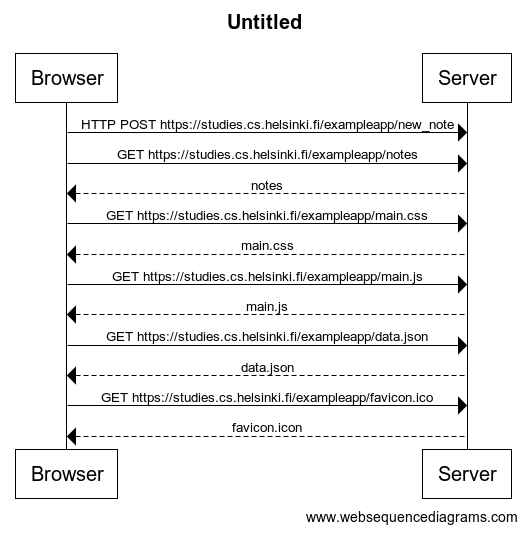 Untitled
Browser
Server
HTTP POST https://studies.cs.helsinki.fi/exampleapp/new_note
GET https://studies.cs.helsinki.fi/exampleapp/notes
notes
GET https://studies.cs.helsinki.fi/exampleapp/main.css
main.css
GET https://studies.cs.helsinki.fi/exampleapp/main.js
main.js
GET https://studies.cs.helsinki.fi/exampleapp/data.json
data.json
GET https://studies.cs.helsinki.fi/exampleapp/favicon.ico
favicon.icon
Browser
Server
www.websequencediagrams.com